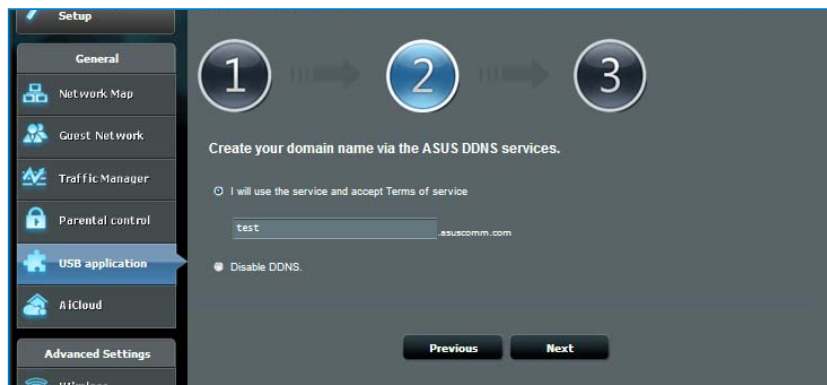 Setup
1
2
3
General
Network Map
Guest Network
Traffic Manager
Parental control
USB application
AiCloud
Advanced Settings
Wireless
Create your domain name via the ASUS DDNS services.
I will use the service and accept Terms of service
test .asuscomm.com
Disable DDNS.
Previous Next